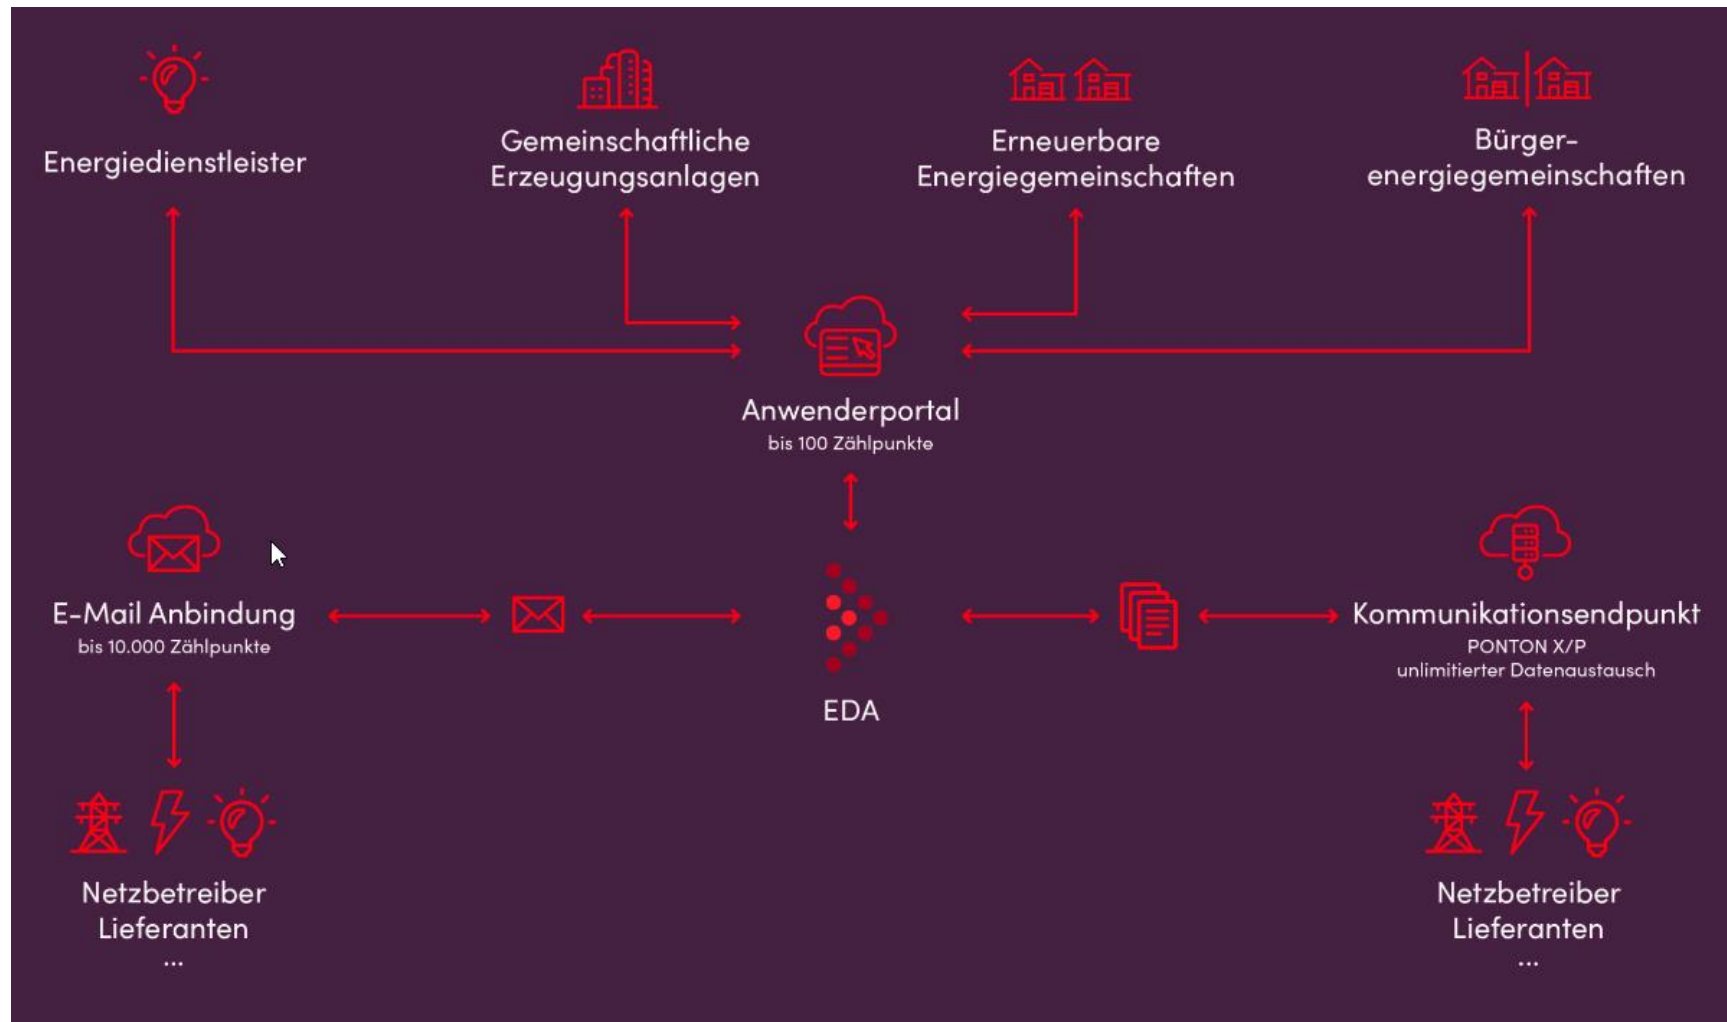 Energiedienstleister
Gemeinschaftliche
Erzeugungsanlagen
Erneuerbare
Energiegemeinschaften
Bürger-
energiegemeinschaften
Anwenderportal
bis 100 Zählpunkte
E-Mail Anbindung
bis 10.000 Zählpunkte
EDA
Kommunikationsendpunkt
PONTON X/P
unlimitierter Datenaustausch
Netzbetreiber
Lieferanten
...
Netzbetreiber
Lieferanten
...